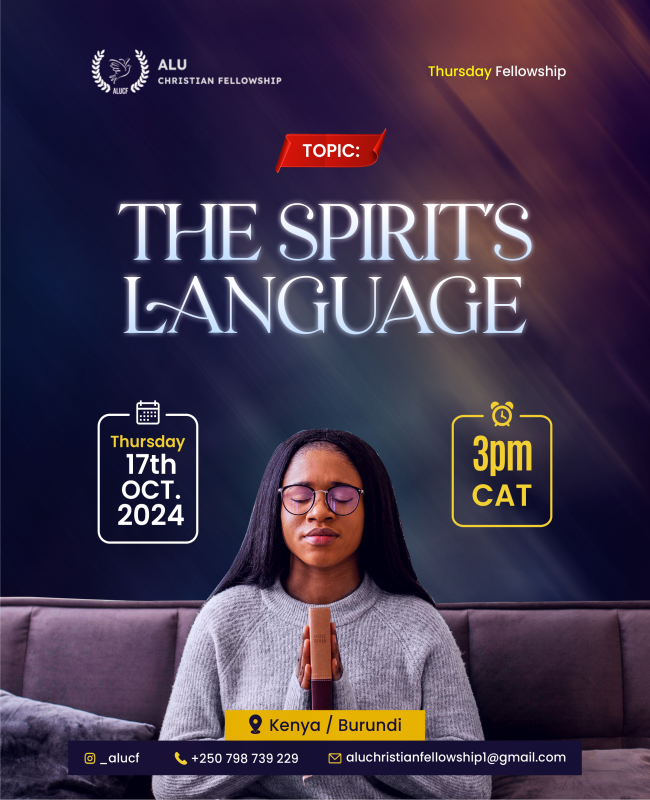 ALU
CHRISTIAN FELLOWSHIP
ALUCF
Thursday Fellowship
TOPIC:
THE SPIRIT'S
LANGUAGE
Thursday
17th
OCT.
2024
3pm
CAT
Kenya / Burundi
_alucf
+250 798 739 229
aluchristianfellowship1@gmail.com